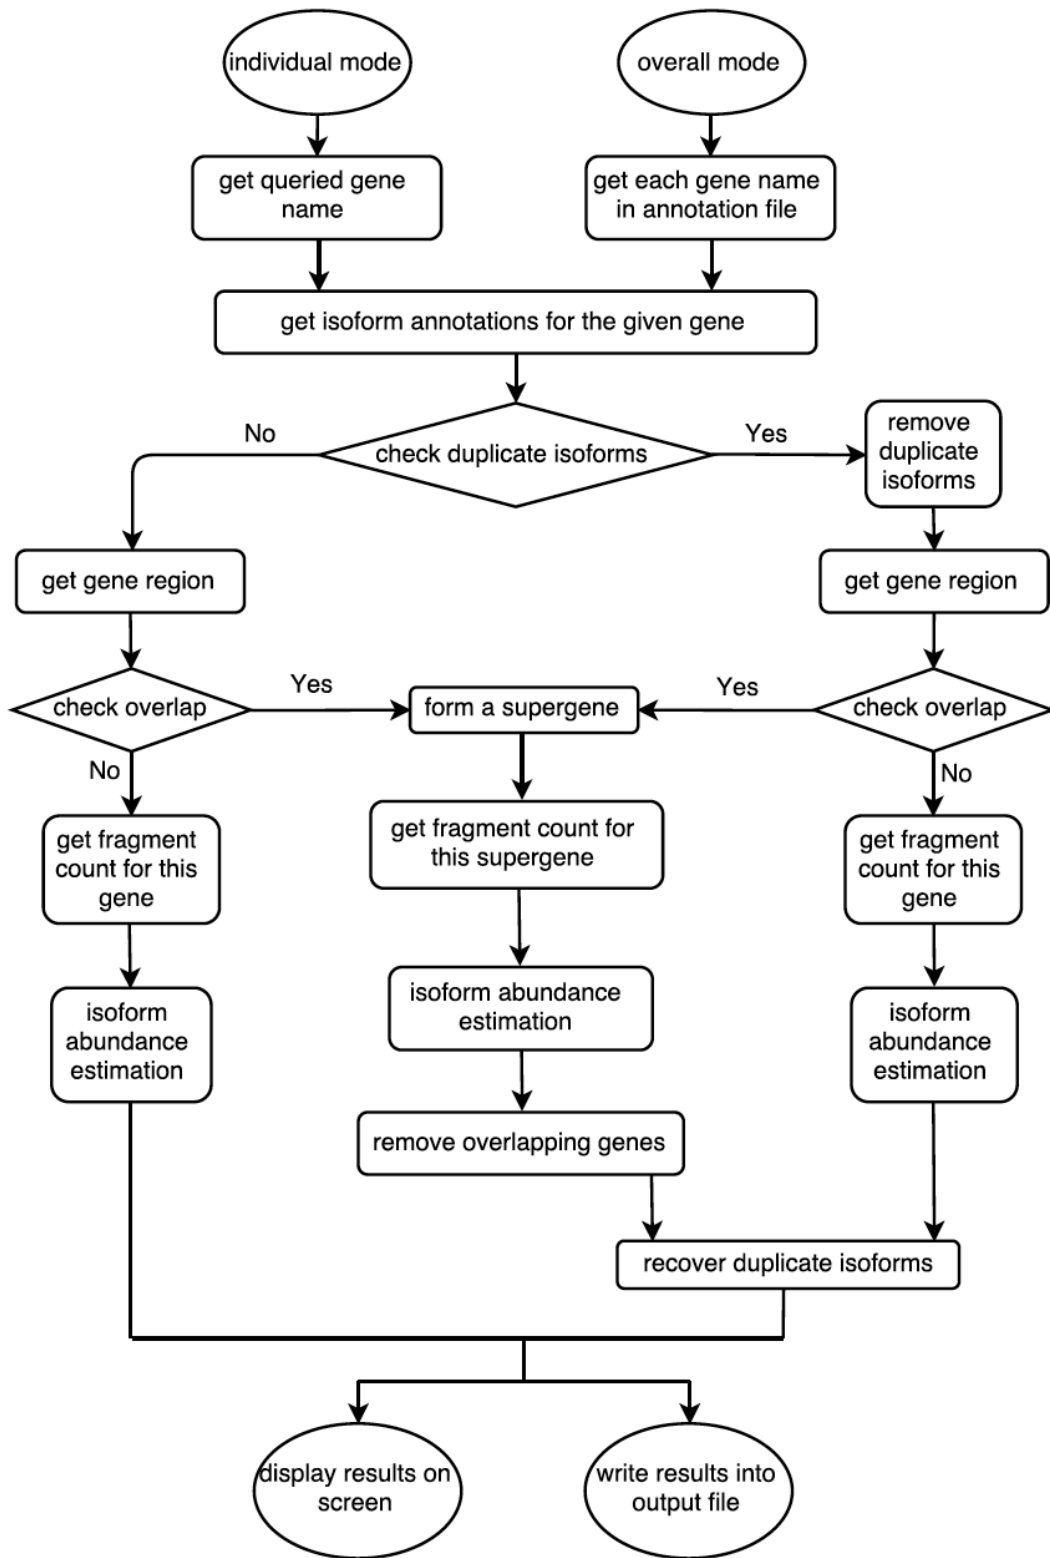 individual mode
overall mode
get queried gene
name
get each gene name
in annotation file
get isoform annotations for the given gene
No
check duplicate isoforms
Yes
remove
duplicate
isoforms
get gene region
get gene region
check overlap
Yes
form a supergene
Yes
check overlap
No
No
get fragment
count for this
gene
get fragment count for
this supergene
get fragment
count for this
gene
isoform
abundance
estimation
isoform abundance
estimation
isoform
abundance
estimation
remove overlapping genes
recover duplicate isoforms
display results on
screen
write results into
output file